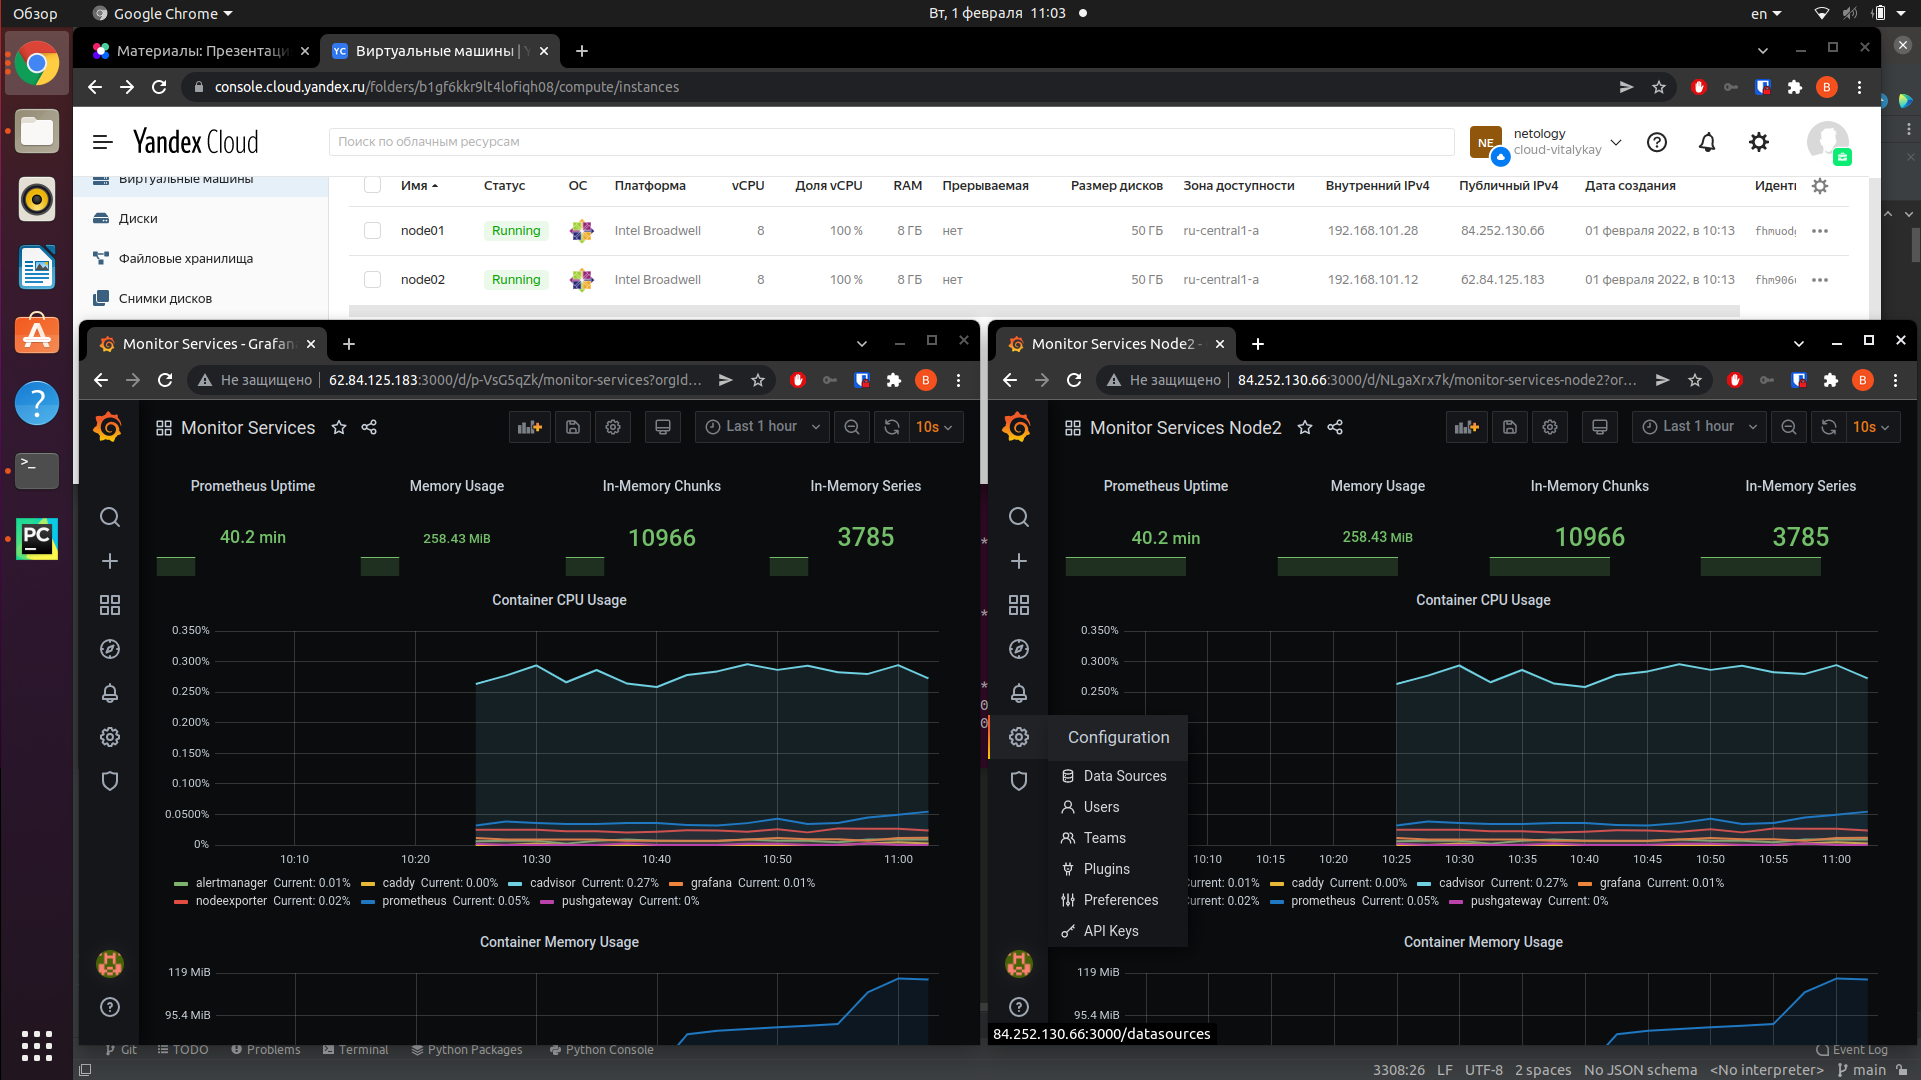 Обзор
Google Chrome
Вт, 1 февраля 11:03
en
Материалы: Презентаци
Виртуальные машины |
console.cloud.yandex.ru/folders/b1gf6kkr9lt4lofiqh08/compute/instances
B
Yandex Cloud
Поиск по облачным ресурсам
NE
netology
cloud-vitalykay
Виртуальные машины
Имя Статус ОС Платформа vCPU Доля vCPU RAM Прерываемая Размер дисков Зона доступности Внутренний IPv4 Публичный IPv4 Дата создания Иденти
Диски
node01 Running Intel Broadwell 8 100 % 8 ГБ нет 50 ГБ ru-central1-a 192.168.101.28 84.252.130.66 01 февраля 2022, в 10:13 fhmuod
Файловые хранилища
node02 Running Intel Broadwell 8 100 % 8 ГБ нет 50 ГБ ru-central1-a 192.168.101.12 62.84.125.183 01 февраля 2022, в 10:13 fhm906
Снимки дисков
Monitor Services - Grafan
Не защищено 62.84.125.183:3000/d/p-VsG5qZk/monitor-services?orgId...
B
Monitor Services
Last 1 hour
10s
Prometheus Uptime
Memory Usage
In-Memory Chunks
In-Memory Series
40.2 min
258.43 MiB
10966
3785
Container CPU Usage
0.350%
0.300%
0.250%
0.200%
0.150%
0.100%
0.0500%
0%
10:10 10:20 10:30 10:40 10:50 11:00
alertmanager Current: 0.01% caddy Current: 0.00% cadvisor Current: 0.27% grafana Current: 0.01%
nodeexporter Current: 0.02% prometheus Current: 0.05% pushgateway Current: 0%
Container Memory Usage
119 MiB
95.4 MiB
Monitor Services Node2 -
Не защищено 84.252.130.66:3000/d/NLgaXrx7k/monitor-services-node2?or...
B
Monitor Services Node2
Last 1 hour
10s
Prometheus Uptime
Memory Usage
In-Memory Chunks
In-Memory Series
40.2 min
258.43 MiB
10966
3785
Container CPU Usage
0.350%
0.300%
0.250%
Configuration
Data Sources
Users
Teams
Plugins
Preferences
API Keys
10:10 10:15 10:20 10:25 10:30 10:35 10:40 10:45 10:50 10:55 11:00
urrent: 0.01% caddy Current: 0.00% cadvisor Current: 0.27% grafana Current: 0.01%
urrent: 0.02% prometheus Current: 0.05% pushgateway Current: 0%
Container Memory Usage
119 MiB
95.4 MiB
84.252.130.66:3000/datasources
Git TODO Problems Terminal Python Packages Python Console Event Log
3308:26 LF UTF-8 2 spaces No JSON schema <No interpreter> main